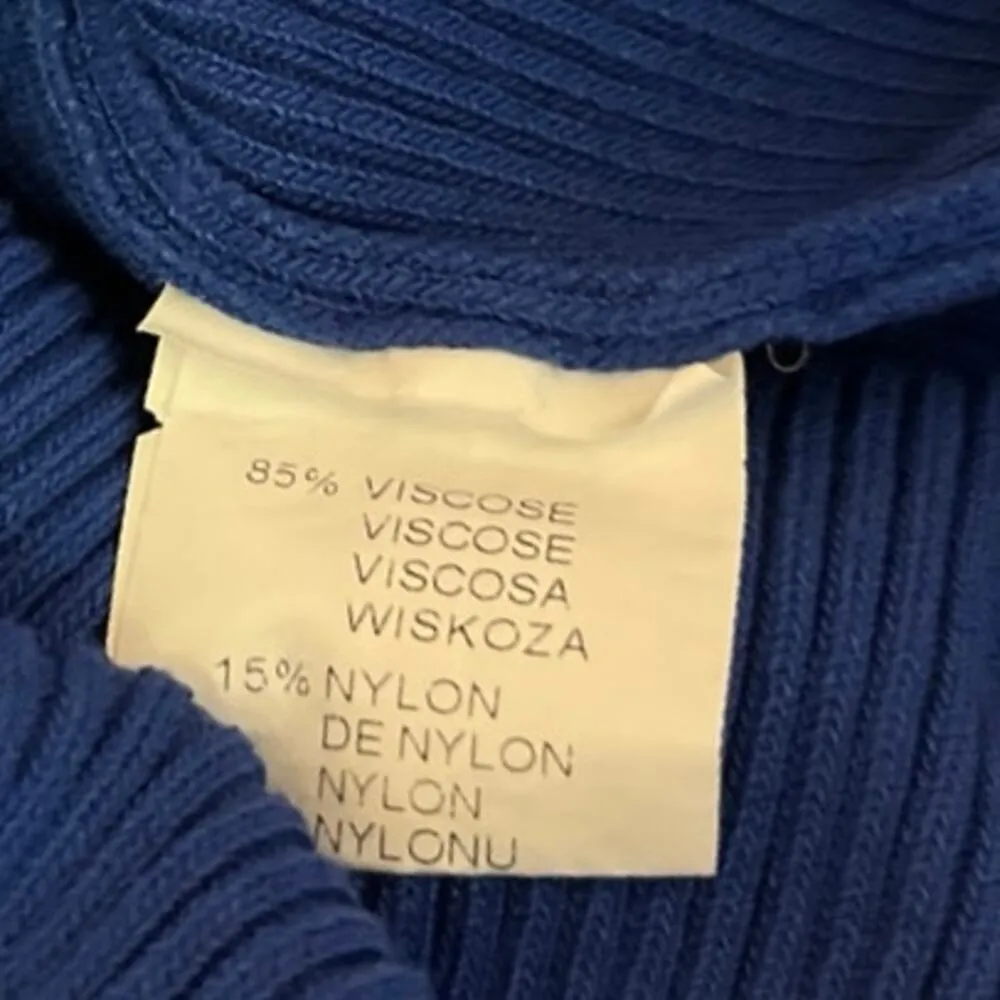 85% VISCOSE
VISCOSE
VISCOSA
WISKOZA
15% NYLON
DE NYLON
NYLON
NYLONU